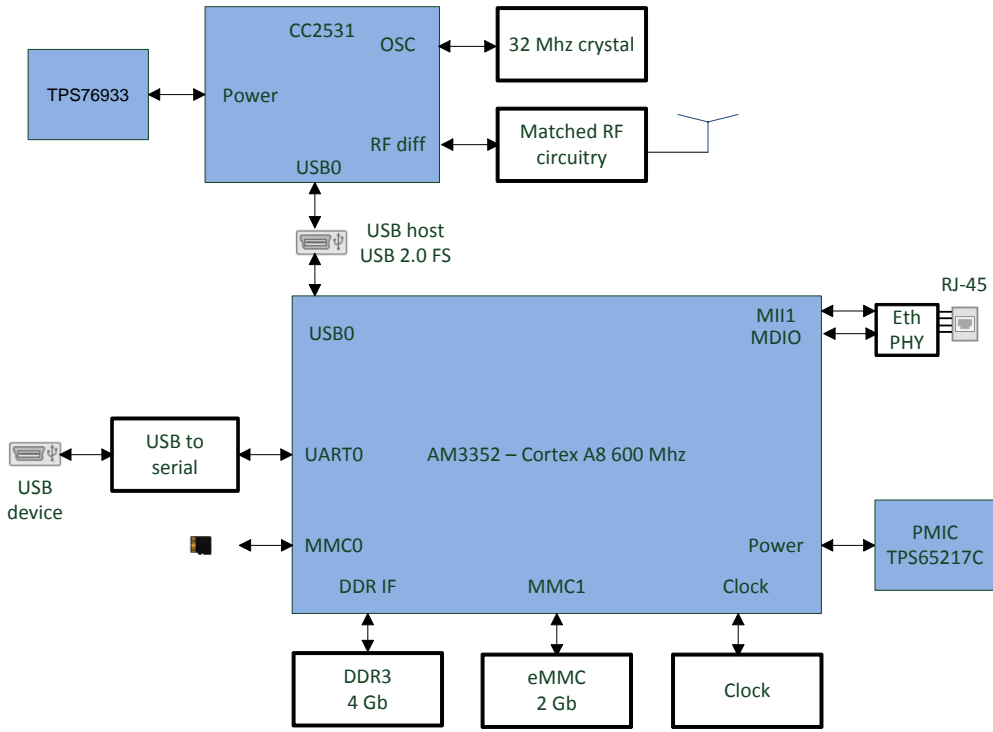 CC2531
OSC
32 Mhz crystal
TPS76933
Power
RF diff
Matched RF
circuitry
USB0
USB host
USB 2.0 FS
RJ-45
MII1
MDIO
Eth
PHY
USB0
USB to
serial
UART0
AM3352 – Cortex A8 600 Mhz
USB
device
MMC0
Power
PMIC
TPS65217C
DDR IF
MMC1
Clock
DDR3
4 Gb
eMMC
2 Gb
Clock